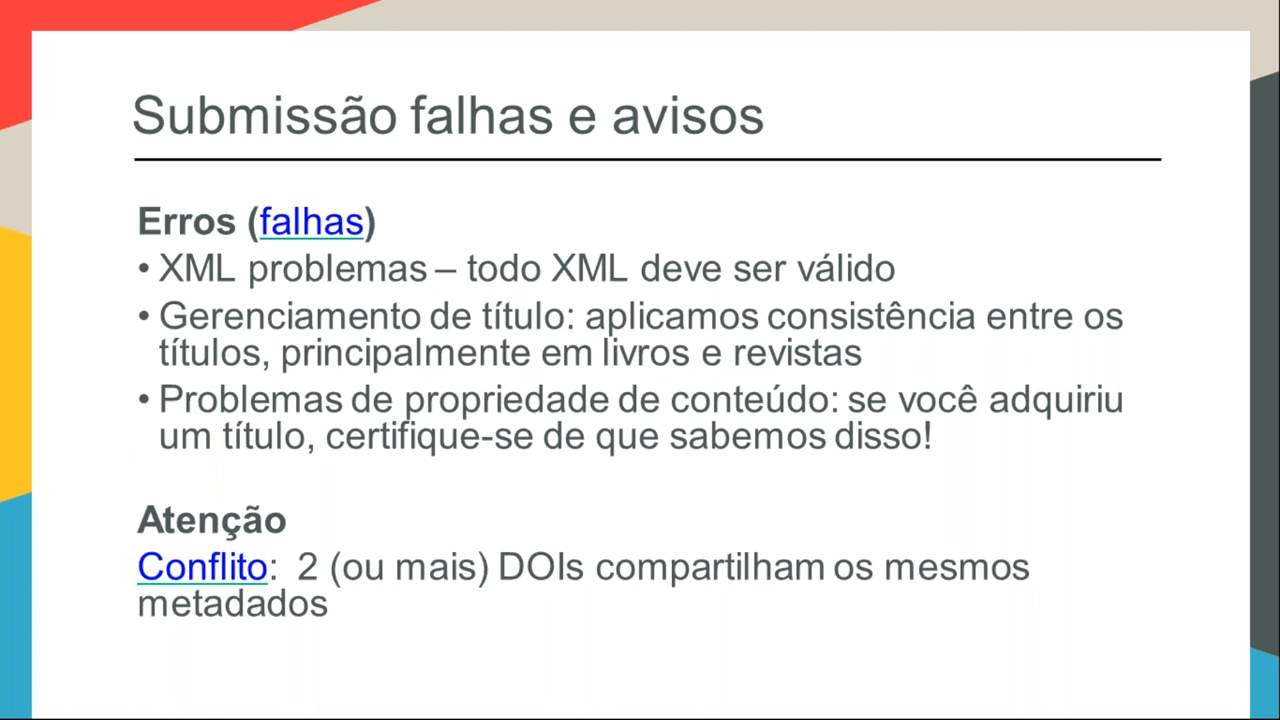 Submissão falhas e avisos
Erros (falhas)
• XML problemas – todo XML deve ser válido
• Gerenciamento de título: aplicamos consistência entre os
títulos, principalmente em livros e revistas
• Problemas de propriedade de conteúdo: se você adquiriu
um título, certifique-se de que sabemos disso!
Atenção
Conflito:  2 (ou mais) DOIs compartilham os mesmos
metadados